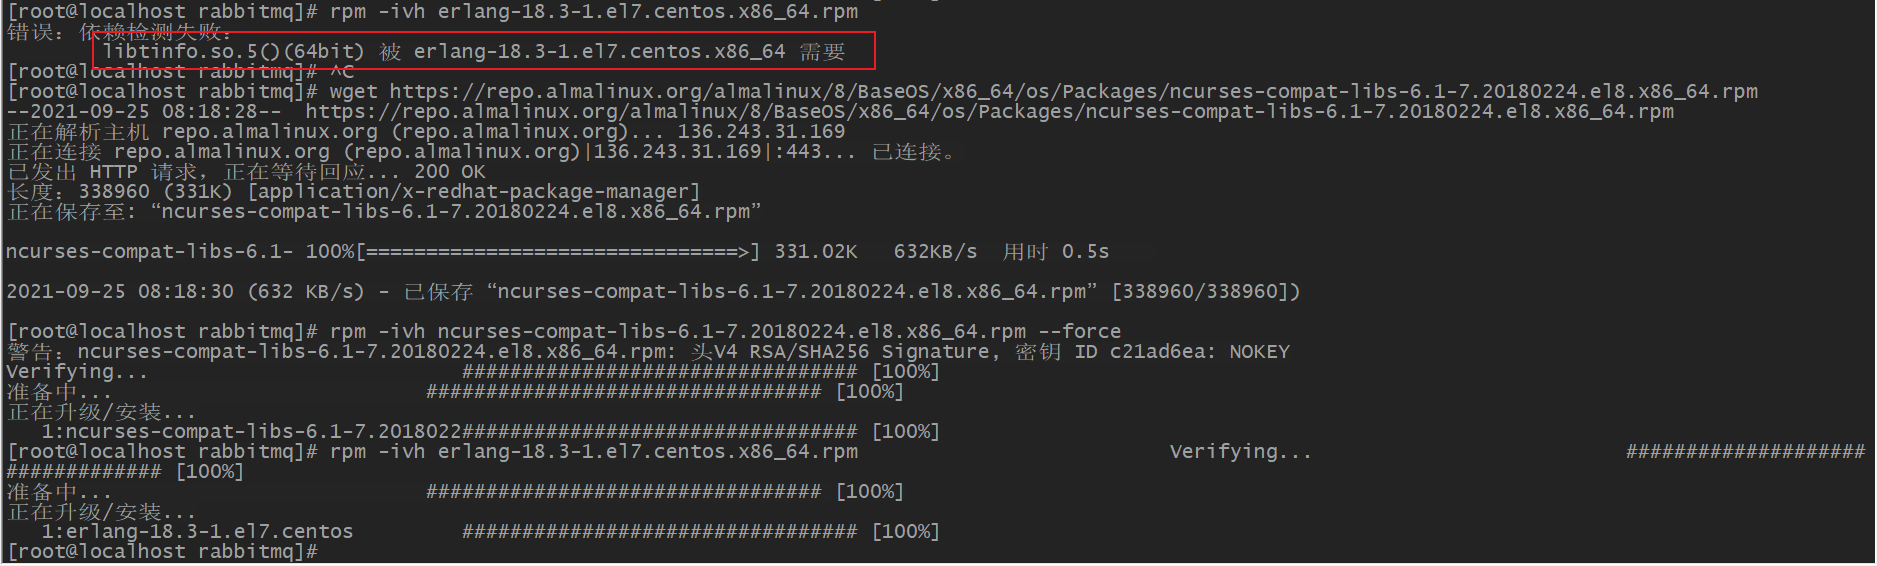 [root@localhost rabbitmq]# rpm -ivh erlang-18.3-1.el7.centos.x86_64.rpm
错误：依赖检测失败：
libtinfo.so.5()(64bit) 被 erlang-18.3-1.el7.centos.x86_64 需要
[root@localhost rabbitmq]# ^C
[root@localhost rabbitmq]# wget https://repo.almalinux.org/almalinux/8/BaseOS/x86_64/os/Packages/ncurses-compat-libs-6.1-7.20180224.el8.x86_64.rpm
--2021-09-25 08:18:28--  https://repo.almalinux.org/almalinux/8/BaseOS/x86_64/os/Packages/ncurses-compat-libs-6.1-7.20180224.el8.x86_64.rpm
正在解析主机 repo.almalinux.org (repo.almalinux.org)... 136.243.31.169
正在连接 repo.almalinux.org (repo.almalinux.org)|136.243.31.169|:443... 已连接。
已发出 HTTP 请求，正在等待回应... 200 OK
长度：338960 (331K) [application/x-redhat-package-manager]
正在保存至: “ncurses-compat-libs-6.1-7.20180224.el8.x86_64.rpm”
ncurses-compat-libs-6.1- 100%[===============================>] 331.02K   632KB/s  用时 0.5s
2021-09-25 08:18:30 (632 KB/s) - 已保存 “ncurses-compat-libs-6.1-7.20180224.el8.x86_64.rpm” [338960/338960])
[root@localhost rabbitmq]# rpm -ivh ncurses-compat-libs-6.1-7.20180224.el8.x86_64.rpm --force
警告：ncurses-compat-libs-6.1-7.20180224.el8.x86_64.rpm: 头V4 RSA/SHA256 Signature, 密钥 ID c21ad6ea: NOKEY
Verifying... ################################# [100%]
准备中... ################################# [100%]
正在升级/安装...
1:ncurses-compat-libs-6.1-7.2018022################################# [100%]
[root@localhost rabbitmq]# rpm -ivh erlang-18.3-1.el7.centos.x86_64.rpm Verifying... ####################
############# [100%]
准备中... ################################# [100%]
正在升级/安装...
1:erlang-18.3-1.el7.centos ################################# [100%]
[root@localhost rabbitmq]#